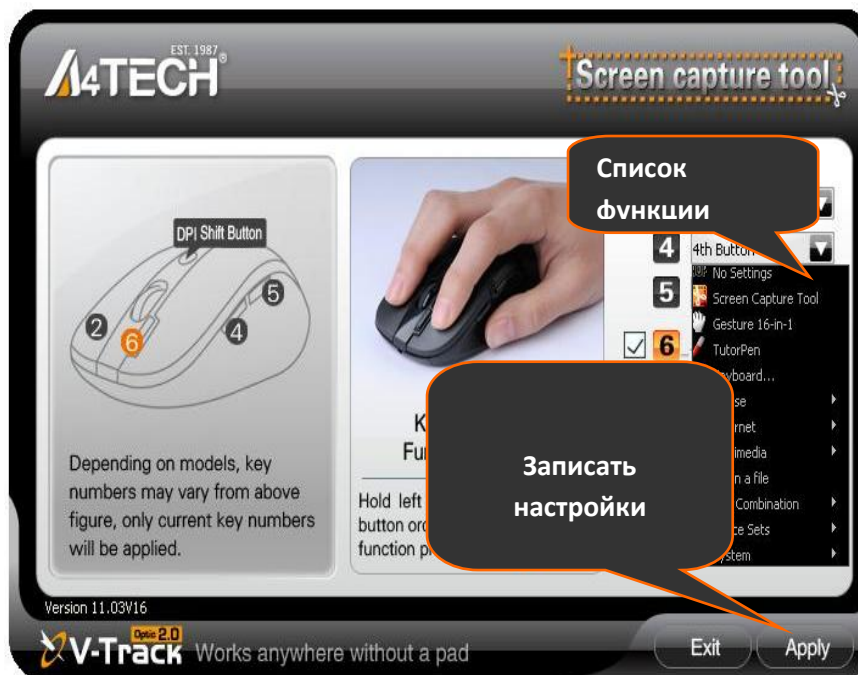 EST. 1987
A4TECH®
Screen capture tool
Список
функции
DPI Shift Button
2
6
4
5
Depending on models, key
numbers may vary from above
figure, only current key numbers
will be applied.
Hold left
button
function
4
4th Button
5
6
No Settings
Screen Capture Tool
Gesture 16-in-1
TutorPen
Combination
Записать
настройки
Version 11.03V16
V-Track Optic 2.0
Works anywhere without a pad
Exit
Apply